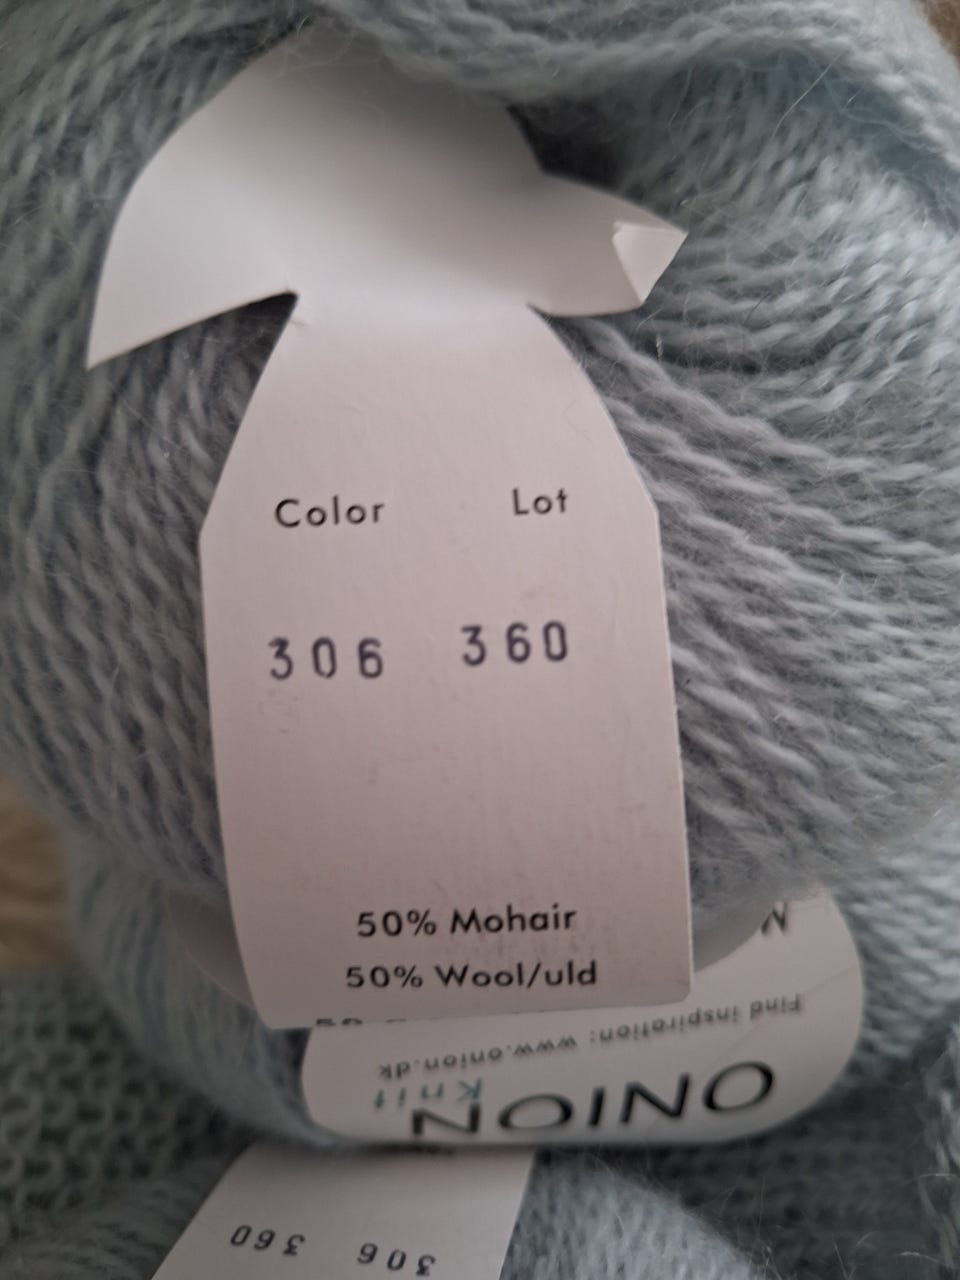 Color Lot
306 360
50% Mohair
50% Wool/uld
Find inspiration: www.onion.dk
ONION
Knit
306 360